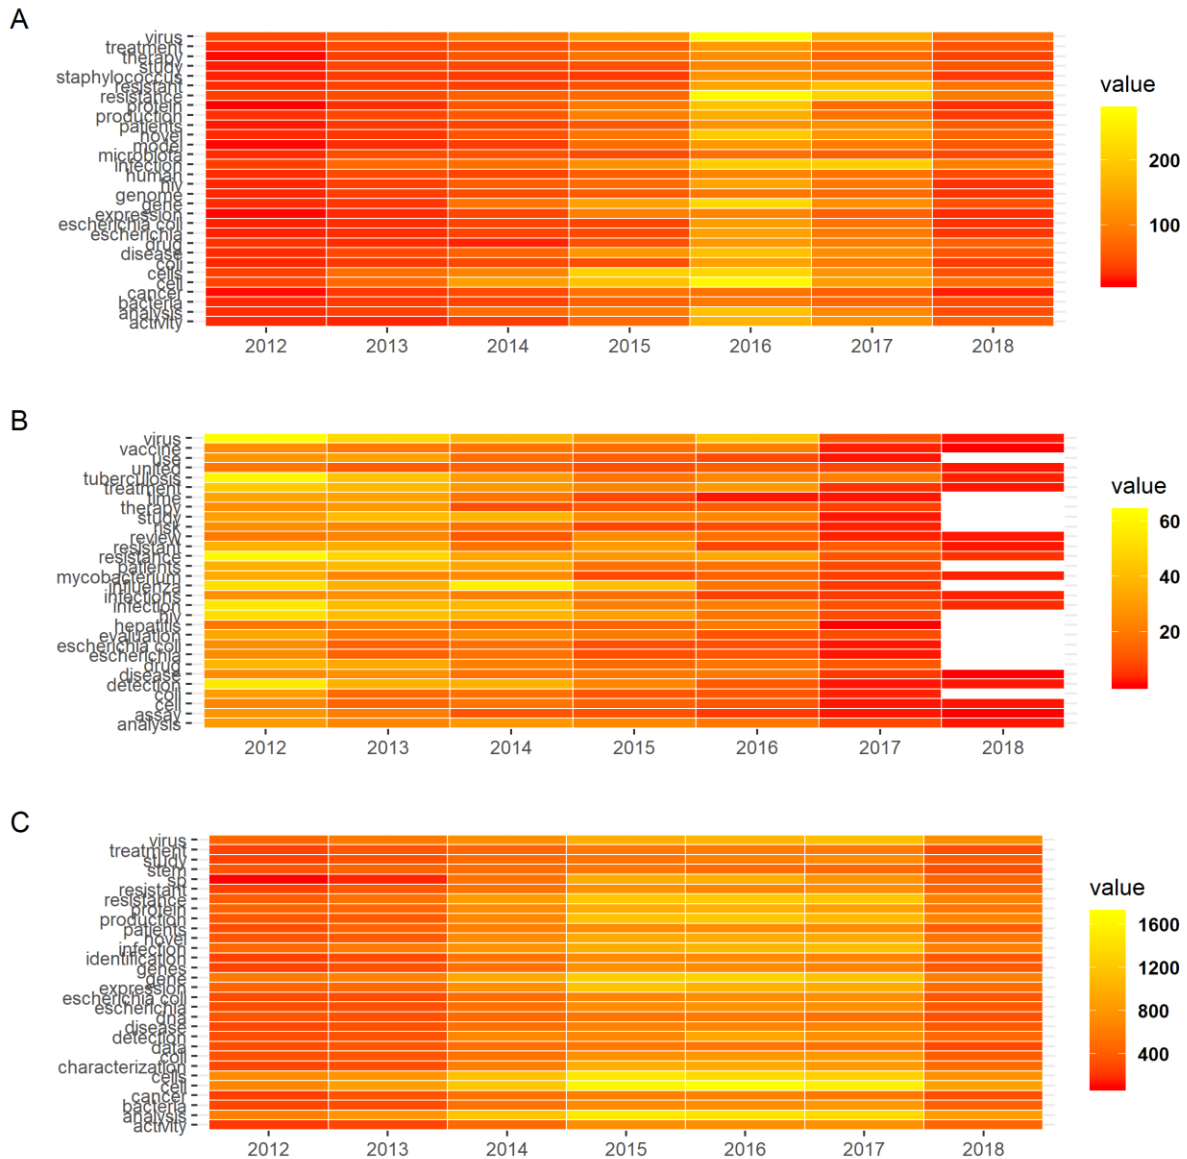 A
virus
treatment
therapy
study
staphylococcus
resistant
resistance
protein
production
patients
novel
model
microbiota
infection
human
hiv
genome
gene
expression
escherichia coli
escherichia
drug
disease
coli
cells
cell
cancer
bacteria
analysis
activity
2012 2013 2014 2015 2016 2017 2018
value
200
100
B
virus
vaccine
use
united
tuberculosis
treatment
time
therapy
study
risk
review
resistant
resistance
patients
mycobacterium
influenza
infections
infection
hiv
hepatitis
evaluation
escherichia coli
escherichia
drug
disease
detection
coli
cell
assay
analysis
2012 2013 2014 2015 2016 2017 2018
value
60
40
20
C
virus
treatment
study
stem
sp
resistant
resistance
protein
production
patients
novel
infection
identification
genes
gene
expression
escherichia coli
escherichia
dna
disease
detection
data
coli
characterization
cells
cell
cancer
bacteria
analysis
activity
2012 2013 2014 2015 2016 2017 2018
value
1600
1200
800
400